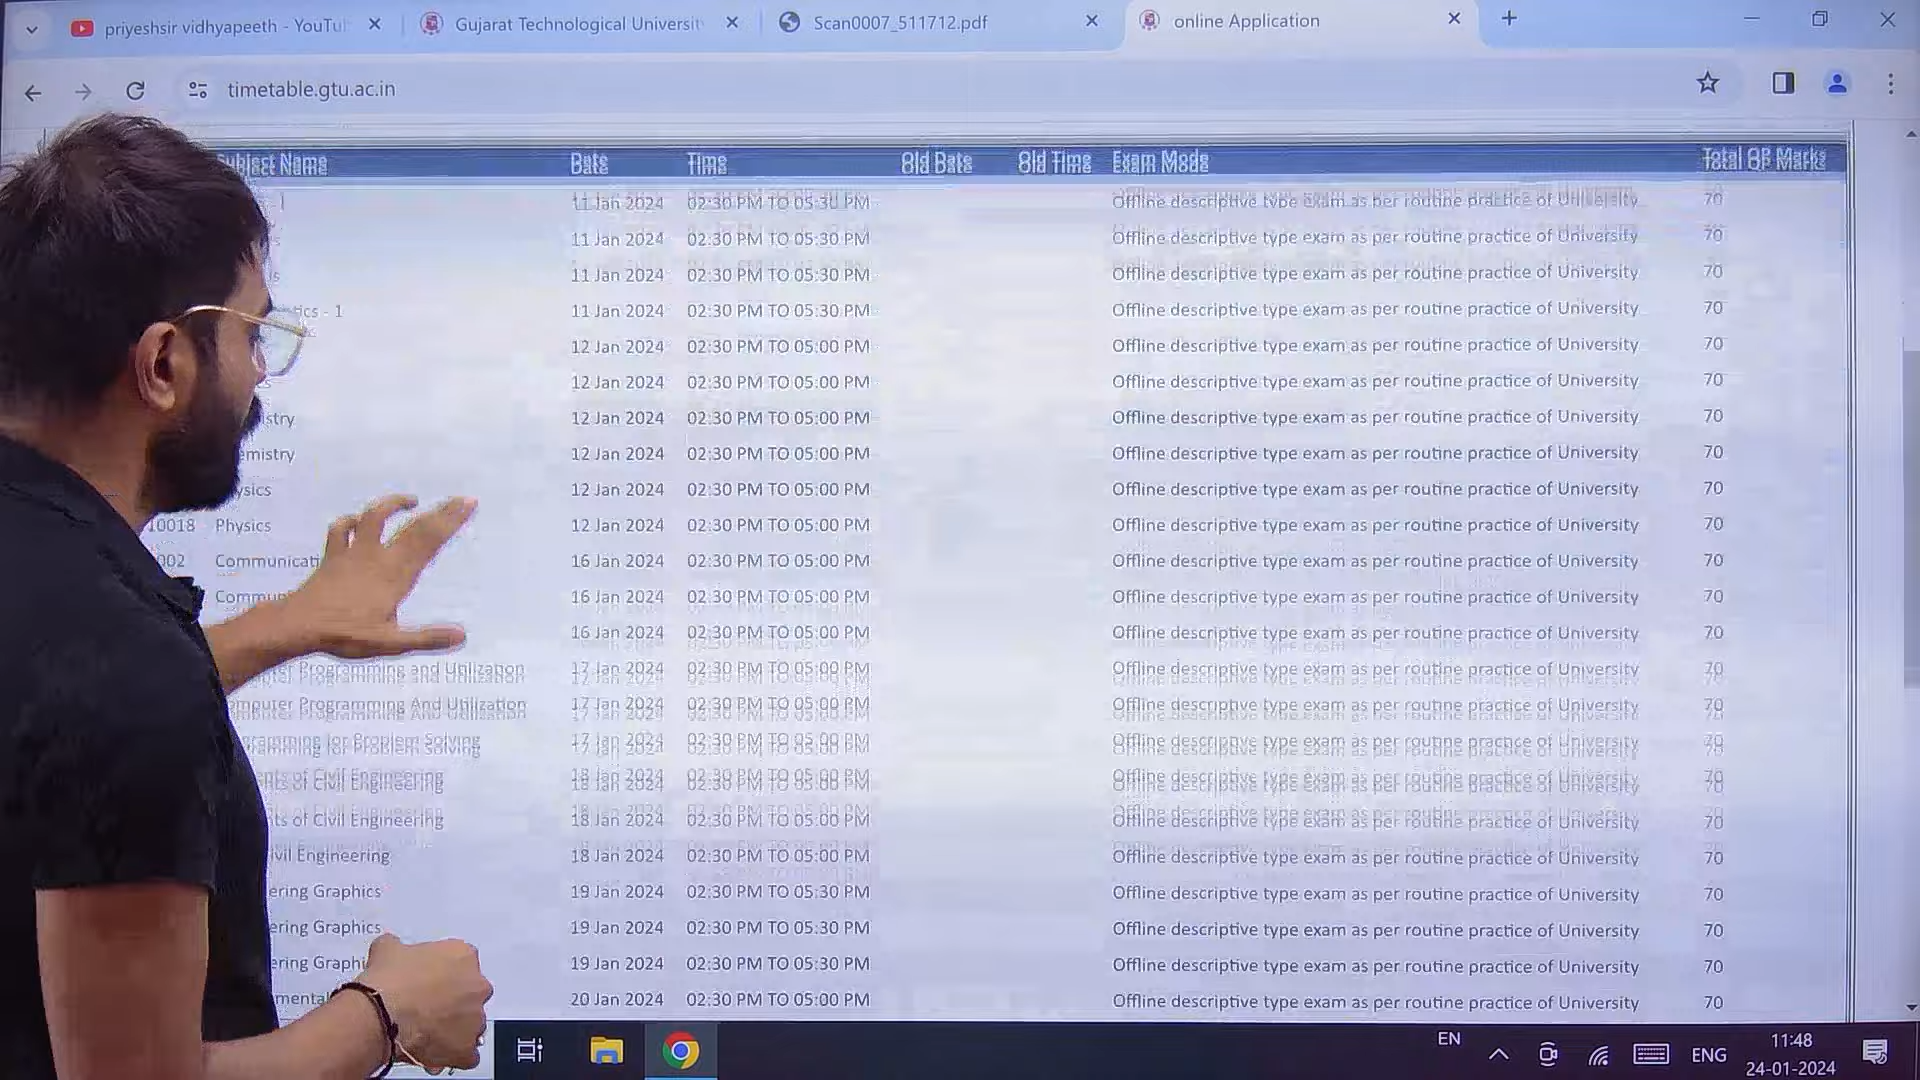 priyeshsir vidhyapeeth - YouTu
Gujarat Technological Universit
Scan0007_511712.pdf
online Application
timetable.gtu.ac.in
Subject Name Date Time Old Date Old Time Exam Mode Total QP Marks
- 1 11 Jan 2024 02:30 PM TO 05:30 PM Offline descriptive type exam as per routine practice of University 70
11 Jan 2024 02:30 PM TO 05:30 PM Offline descriptive type exam as per routine practice of University 70
11 Jan 2024 02:30 PM TO 05:30 PM Offline descriptive type exam as per routine practice of University 70
tics - 1 11 Jan 2024 02:30 PM TO 05:30 PM Offline descriptive type exam as per routine practice of University 70
12 Jan 2024 02:30 PM TO 05:00 PM Offline descriptive type exam as per routine practice of University 70
12 Jan 2024 02:30 PM TO 05:00 PM Offline descriptive type exam as per routine practice of University 70
istry 12 Jan 2024 02:30 PM TO 05:00 PM Offline descriptive type exam as per routine practice of University 70
emistry 12 Jan 2024 02:30 PM TO 05:00 PM Offline descriptive type exam as per routine practice of University 70
ysics 12 Jan 2024 02:30 PM TO 05:00 PM Offline descriptive type exam as per routine practice of University 70
10018 Physics 12 Jan 2024 02:30 PM TO 05:00 PM Offline descriptive type exam as per routine practice of University 70
002 Communicati 16 Jan 2024 02:30 PM TO 05:00 PM Offline descriptive type exam as per routine practice of University 70
Commun 16 Jan 2024 02:30 PM TO 05:00 PM Offline descriptive type exam as per routine practice of University 70
16 Jan 2024 02:30 PM TO 05:00 PM Offline descriptive type exam as per routine practice of University 70
ter Programming and Utilization 17 Jan 2024 02:30 PM TO 05:00 PM Offline descriptive type exam as per routine practice of University 70
omputer Programming And Utilization 17 Jan 2024 02:30 PM TO 05:00 PM Offline descriptive type exam as per routine practice of University 70
gramming for Problem Solving 17 Jan 2024 02:30 PM TO 05:00 PM Offline descriptive type exam as per routine practice of University 70
nts of Civil Engineering 18 Jan 2024 02:30 PM TO 05:00 PM Offline descriptive type exam as per routine practice of University 70
ts of Civil Engineering 18 Jan 2024 02:30 PM TO 05:00 PM Offline descriptive type exam as per routine practice of University 70
ivil Engineering 18 Jan 2024 02:30 PM TO 05:00 PM Offline descriptive type exam as per routine practice of University 70
ering Graphics 19 Jan 2024 02:30 PM TO 05:30 PM Offline descriptive type exam as per routine practice of University 70
ering Graphics 19 Jan 2024 02:30 PM TO 05:30 PM Offline descriptive type exam as per routine practice of University 70
ering Graphi 19 Jan 2024 02:30 PM TO 05:30 PM Offline descriptive type exam as per routine practice of University 70
mental 20 Jan 2024 02:30 PM TO 05:00 PM Offline descriptive type exam as per routine practice of University 70
EN
ENG
11:48
24-01-2024